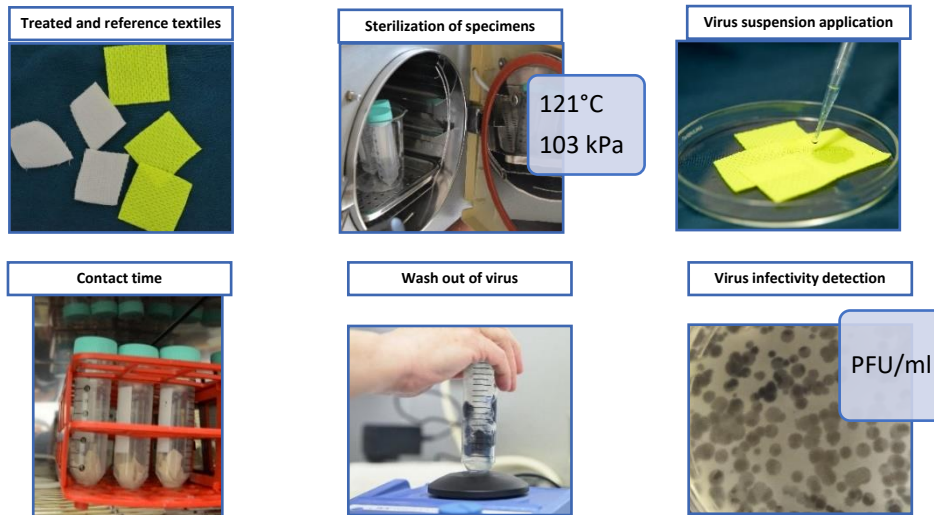 Treated and reference textiles
Sterilization of specimens
Virus suspension application
121°C
103 kPa
Contact time
Wash out of virus
Virus infectivity detection
PFU/ml